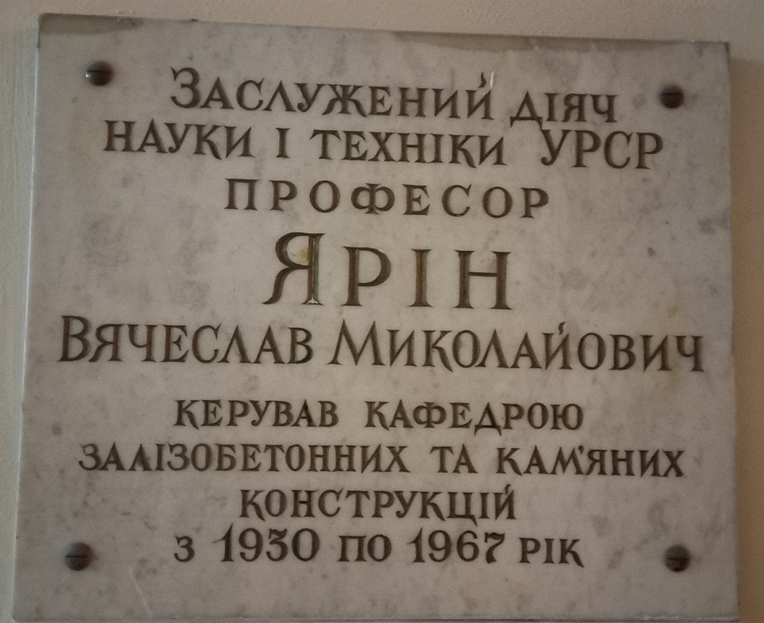 ЗАСЛУЖЕНИЙ ДІЯЧ
НАУКИ І ТЕХНІКИ УРСР
ПРОФЕСОР
ЯРІН
ВЯЧЕСЛАВ МИКОЛАЙОВИЧ
КЕРУВАВ КАФЕДРОЮ
ЗАЛІЗОБЕТОННИХ ТА КАМ'ЯНИХ
КОНСТРУКЦІЙ
З 1930 ПО 1967 РІК